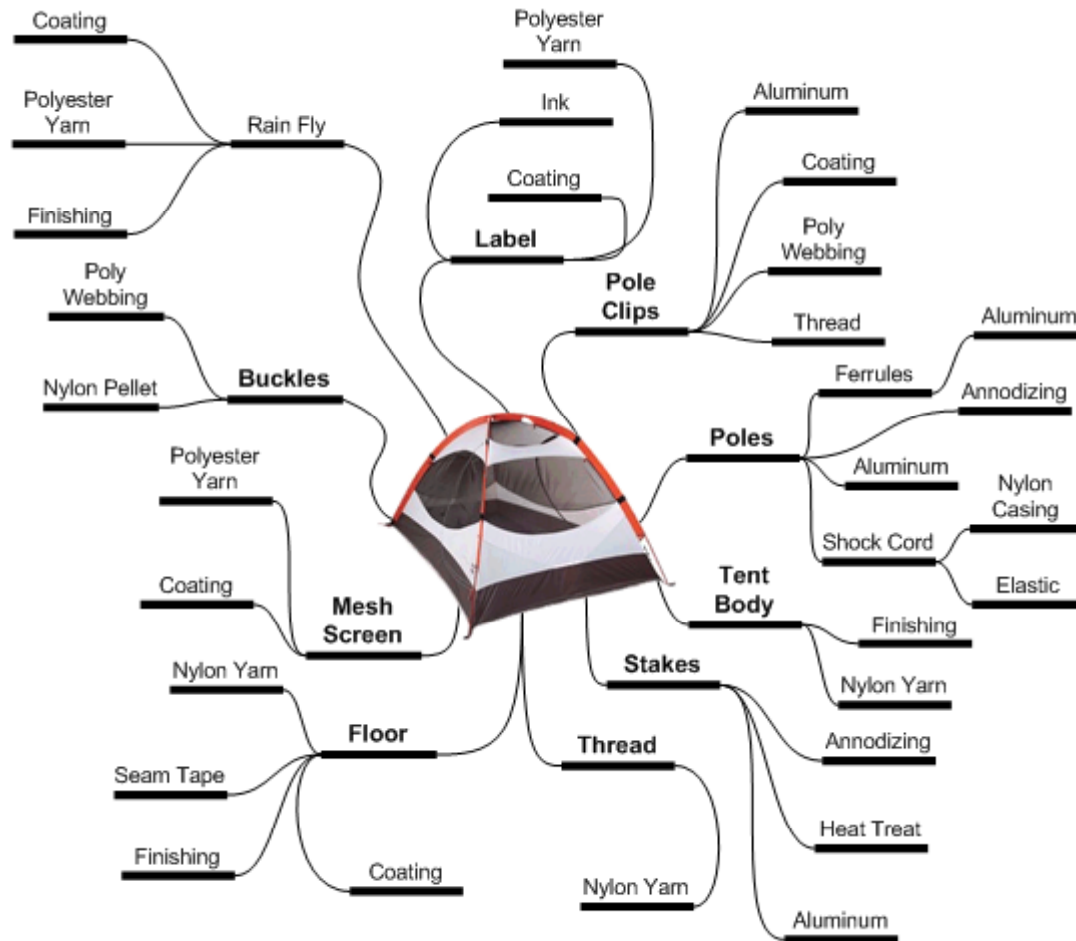 Coating
Polyester
Yarn
Rain Fly
Finishing
Polyester
Yarn
Ink
Coating
Label
Aluminum
Coating
Poly
Webbing
Thread
Pole
Clips
Poly
Webbing
Nylon Pellet
Buckles
Aluminum
Ferrules
Annodizing
Poles
Aluminum
Nylon
Casing
Shock Cord
Elastic
Polyester
Yarn
Coating
Mesh
Screen
Tent
Body
Finishing
Nylon Yarn
Stakes
Annodizing
Heat Treat
Aluminum
Nylon Yarn
Floor
Seam Tape
Finishing
Coating
Thread
Nylon Yarn